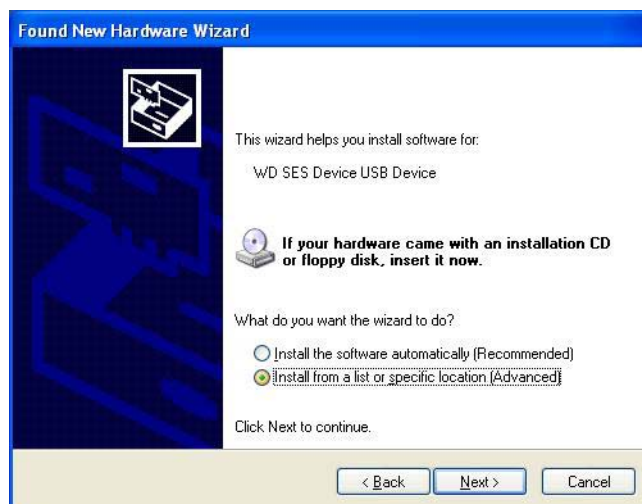 Found New Hardware Wizard
This wizard helps you install software for:
WD SES Device USB Device
If your hardware came with an installation CD
or floppy disk, insert it now.
What do you want the wizard to do?
Install the software automatically (Recommended)
Install from a list or specific location (Advanced)
Click Next to continue.
< Back Next > Cancel